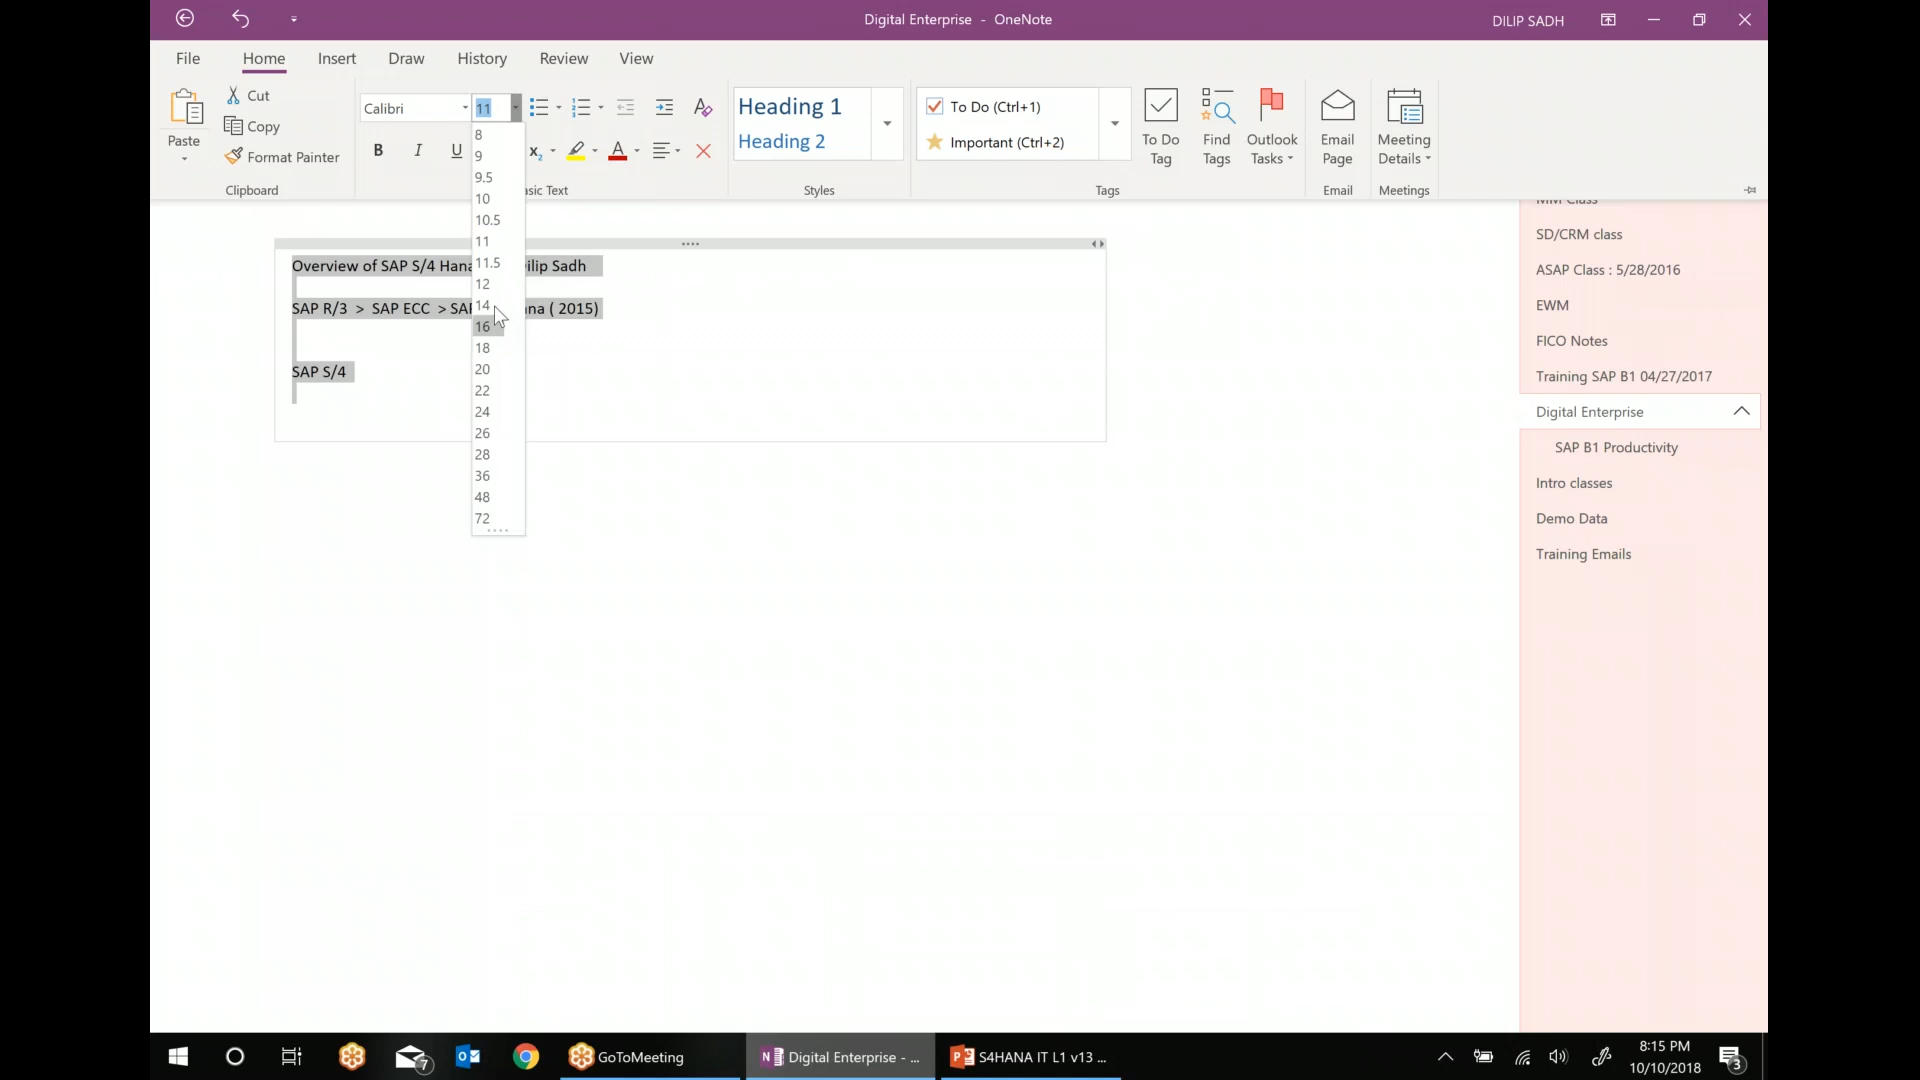 Digital Enterprise - OneNote
DILIP SADH
File Home Insert Draw History Review View
Paste
Cut
Copy
Format Painter
Clipboard
Calibri 11
B I U
Heading 1
Heading 2
Styles
To Do (Ctrl+1)
Important (Ctrl+2)
To Do Tag
Find Tags
Outlook Tasks
Tags
Email Page
Email
Meeting Details
Meetings
8
9
9.5
10
10.5
11
11.5
12
14
16
18
20
22
24
26
28
36
48
72
Overview of SAP S/4 Hana
SAP R/3 > SAP ECC > ( 2015)
SAP S/4
MM Class
SD/CRM class
ASAP Class : 5/28/2016
EWM
FICO Notes
Training SAP B1 04/27/2017
Digital Enterprise
SAP B1 Productivity
Intro classes
Demo Data
Training Emails
7
GoToMeeting
Digital Enterprise - ...
S4HANA IT L1 v13 ...
8:15 PM
10/10/2018
3